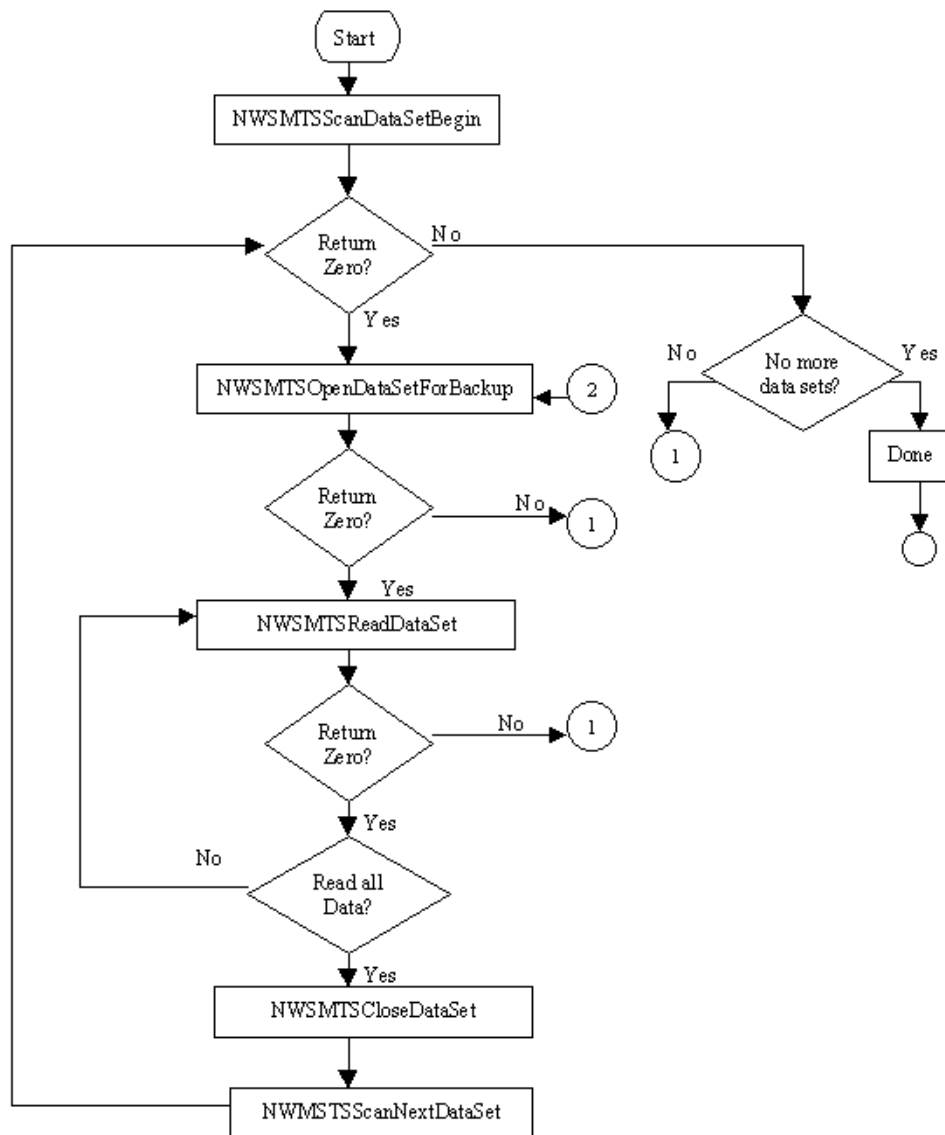 Start
NWSMTSScanDataSetBegin
Return
Zero?
No
Yes
No more
data sets?
No
Yes
NWSMTSOpenDataSetForBackup
2
1
Done
Return
Zero?
No
1
Yes
NWSMTSReadDataSet
Return
Zero?
No
1
Yes
No
Read all
Data?
Yes
NWSMTSCloseDataSet
NWMSTSScanNextDataSet